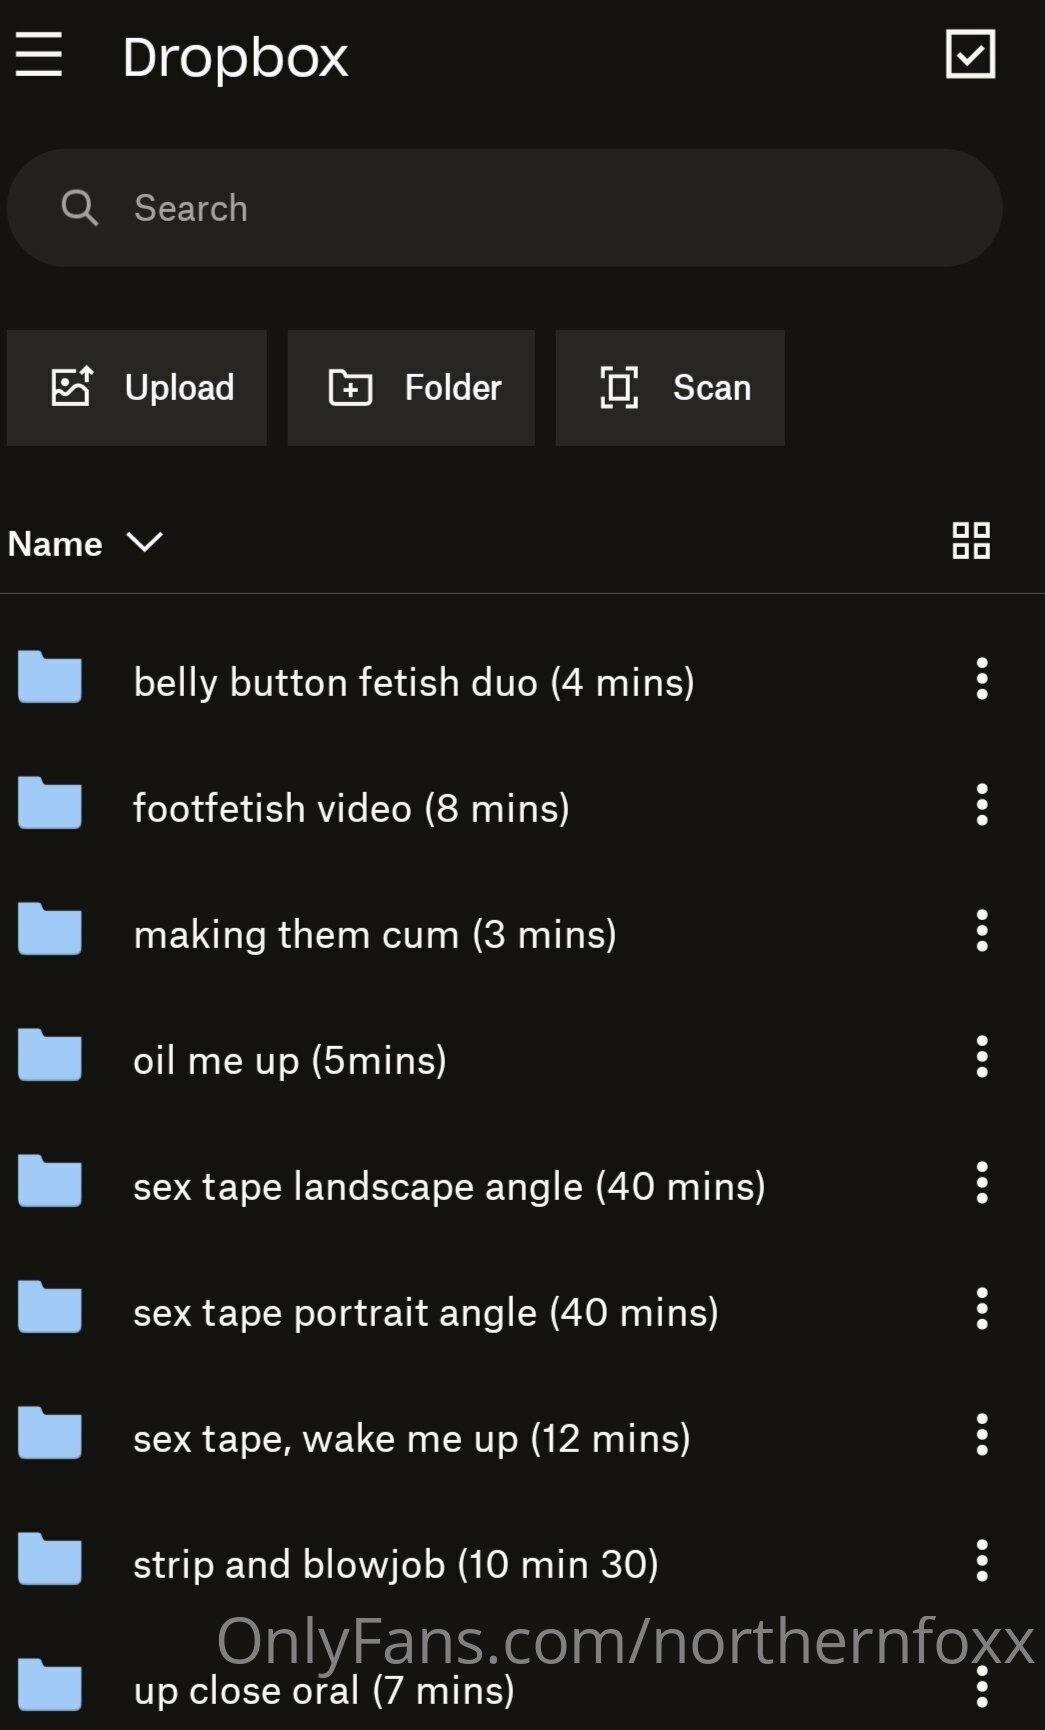 Dropbox
Search
Upload
Folder
Scan
Name
belly button fetish duo (4 mins)
footfetish video (8 mins)
making them cum (3 mins)
oil me up (5mins)
sex tape landscape angle (40 mins)
sex tape portrait angle (40 mins)
sex tape, wake me up (12 mins)
strip and blowjob (10 min 30)
OnlyFans.com/northernfoxx
up close oral (7 mins)